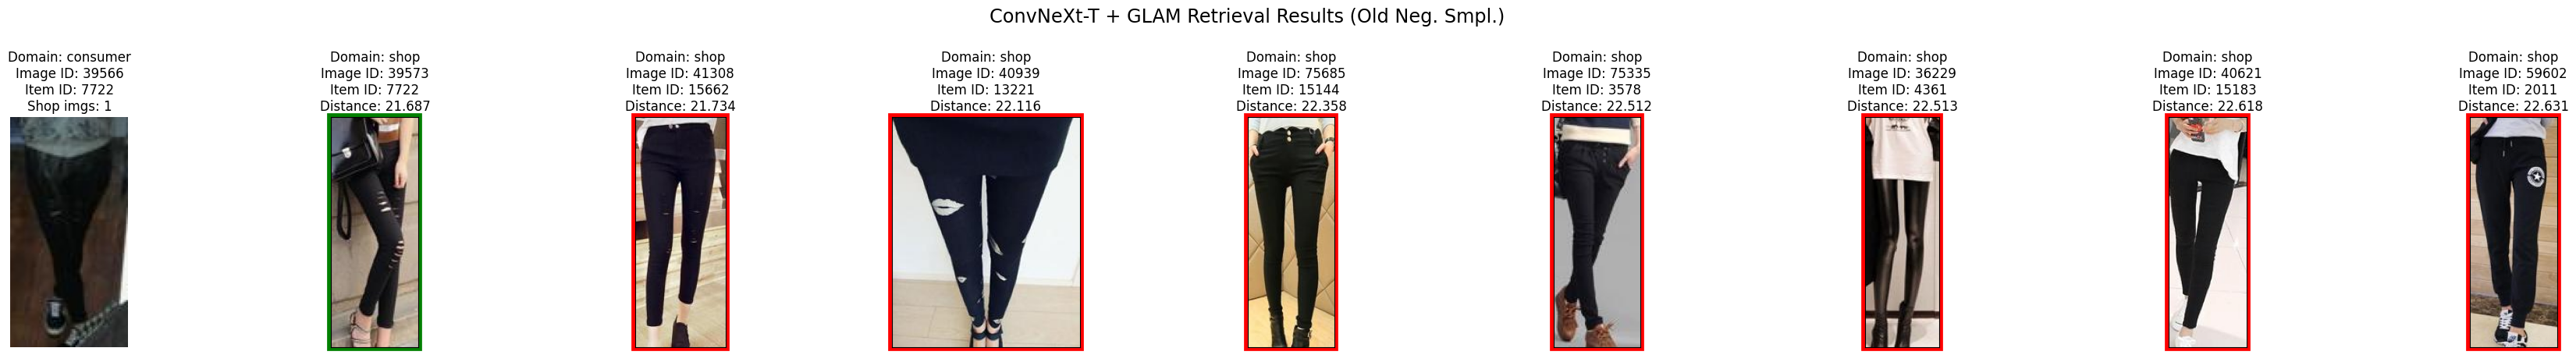 ConvNeXt-T + GLAM Retrieval Results (Old Neg. Smpl.)
Domain: consumer
Image ID: 39566
Item ID: 7722
Shop imgs: 1
Domain: shop
Image ID: 39573
Item ID: 7722
Distance: 21.687
Domain: shop
Image ID: 41308
Item ID: 15662
Distance: 21.734
Domain: shop
Image ID: 40939
Item ID: 13221
Distance: 22.116
Domain: shop
Image ID: 75685
Item ID: 15144
Distance: 22.358
Domain: shop
Image ID: 75335
Item ID: 3578
Distance: 22.512
Domain: shop
Image ID: 36229
Item ID: 4361
Distance: 22.513
Domain: shop
Image ID: 40621
Item ID: 15183
Distance: 22.618
Domain: shop
Image ID: 59602
Item ID: 2011
Distance: 22.631